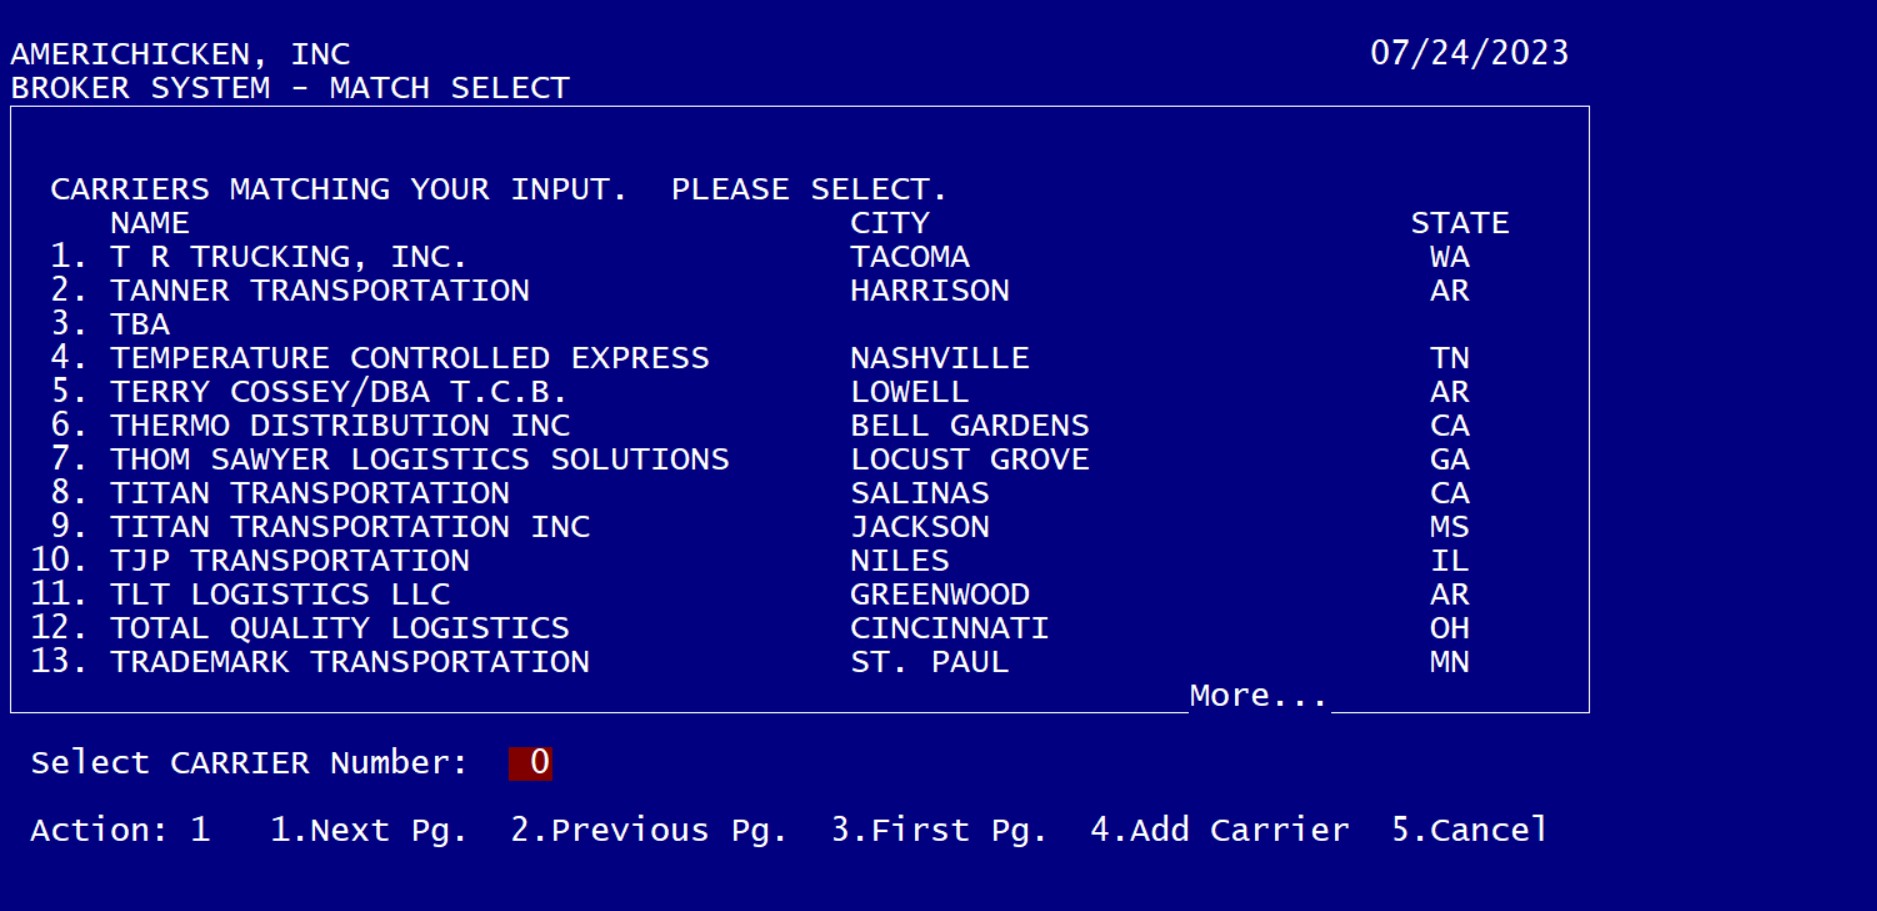 AMERICHICKEN, INC 07/24/2023
BROKER SYSTEM - MATCH SELECT
CARRIERS MATCHING YOUR INPUT.  PLEASE SELECT.
NAME CITY STATE
1. T R TRUCKING, INC. TACOMA WA
2. TANNER TRANSPORTATION HARRISON AR
3. TBA
4. TEMPERATURE CONTROLLED EXPRESS NASHVILLE TN
5. TERRY COSSEY/DBA T.C.B. LOWELL AR
6. THERMO DISTRIBUTION INC BELL GARDENS CA
7. THOM SAWYER LOGISTICS SOLUTIONS LOCUST GROVE GA
8. TITAN TRANSPORTATION SALINAS CA
9. TITAN TRANSPORTATION INC JACKSON MS
10. TJP TRANSPORTATION NILES IL
11. TLT LOGISTICS LLC GREENWOOD AR
12. TOTAL QUALITY LOGISTICS CINCINNATI OH
13. TRADEMARK TRANSPORTATION ST. PAUL MN
More...
Select CARRIER Number: 0
Action: 1 1.Next Pg. 2.Previous Pg. 3.First Pg. 4.Add Carrier 5.Cancel